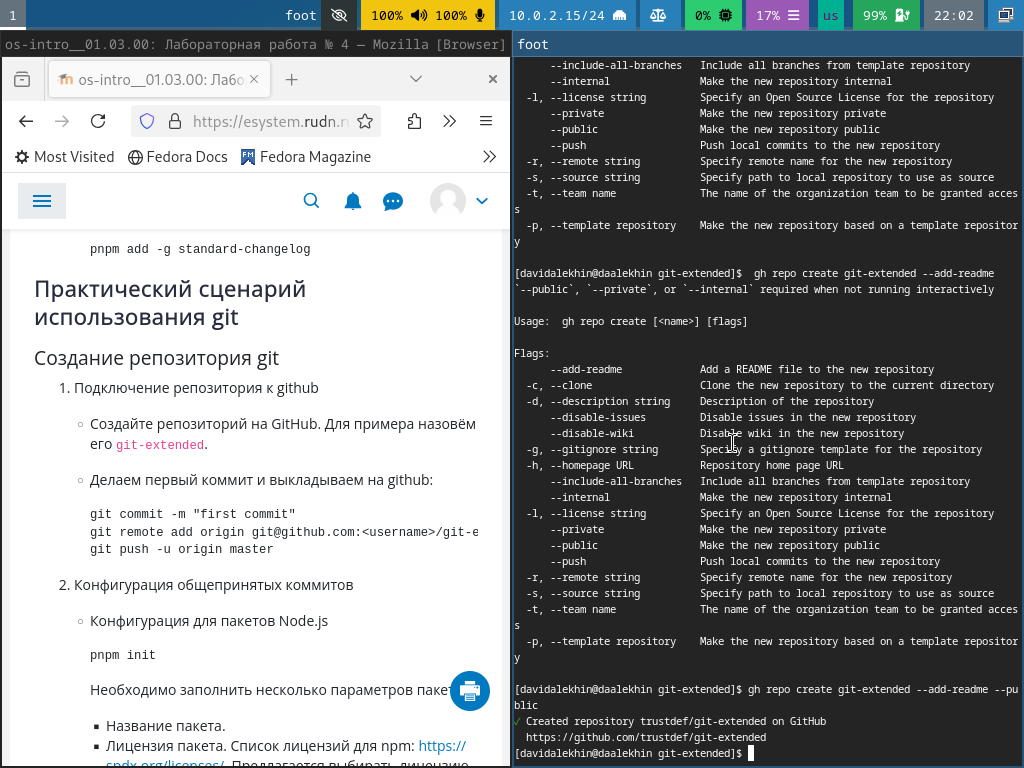 1
foot
100%
100%
10.0.2.15/24
0%
17%
us
99%
22:02
os-intro__01.03.00: Лабораторная работа № 4 — Mozilla [Browser]
os-intro__01.03.00: Лабо
https://esystem.rudn.r
Most Visited
Fedora Docs
Fedora Magazine
pnpm add -g standard-changelog
Практический сценарий
использования git
Создание репозитория git
1. Подключение репозитория к github
Создайте репозиторий на GitHub. Для примера назовём
его git-extended.
Делаем первый коммит и выкладываем на github:
git commit -m "first commit"
git remote add origin git@github.com:<username>/git-e
git push -u origin master
2. Конфигурация общепринятых коммитов
Конфигурация для пакетов Node.js
pnpm init
Необходимо заполнить несколько параметров пакет
Название пакета.
Лицензия пакета. Список лицензий для npm: https://
spdx.org/licenses/. Предлагается выбирать лицензию
foot
--include-all-branches   Include all branches from template repository
--internal               Make the new repository internal
-l, --license string         Specify an Open Source License for the repository
--private                Make the new repository private
--public                 Make the new repository public
--push                   Push local commits to the new repository
-r, --remote string          Specify remote name for the new repository
-s, --source string          Specify path to local repository to use as source
-t, --team name              The name of the organization team to be granted acces
s
-p, --template repository    Make the new repository based on a template repositor
y
[davidalekhin@daalekhin git-extended]$  gh repo create git-extended --add-readme
`--public`, `--private`, or `--internal` required when not running interactively
Usage:  gh repo create [<name>] [flags]
Flags:
--add-readme             Add a README file to the new repository
-c, --clone                  Clone the new repository to the current directory
-d, --description string     Description of the repository
--disable-issues         Disable issues in the new repository
--disable-wiki           Disable wiki in the new repository
-g, --gitignore string       Specify a gitignore template for the repository
-h, --homepage URL           Repository home page URL
--include-all-branches   Include all branches from template repository
--internal               Make the new repository internal
-l, --license string         Specify an Open Source License for the repository
--private                Make the new repository private
--public                 Make the new repository public
--push                   Push local commits to the new repository
-r, --remote string          Specify remote name for the new repository
-s, --source string          Specify path to local repository to use as source
-t, --team name              The name of the organization team to be granted acces
s
-p, --template repository    Make the new repository based on a template repositor
y
[davidalekhin@daalekhin git-extended]$ gh repo create git-extended --add-readme --pu
blic
✓ Created repository trustdef/git-extended on GitHub
https://github.com/trustdef/git-extended
[davidalekhin@daalekhin git-extended]$